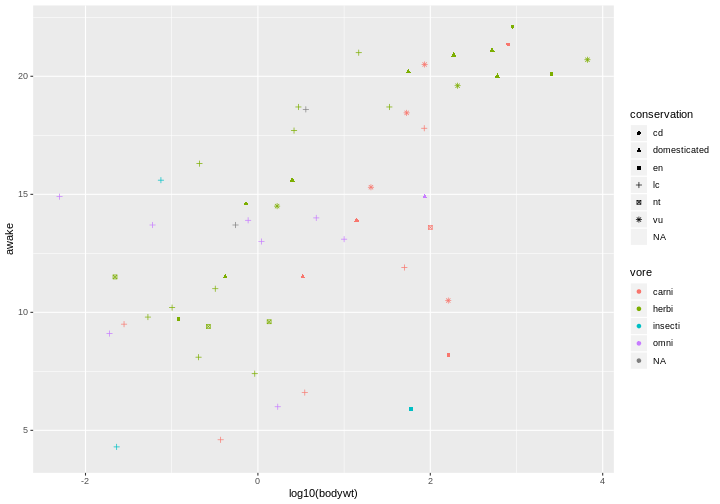 20
15
10
5
-2
0
2
4
awake
log10(bodywt)
conservation
cd
domesticated
en
lc
nt
vu
NA
vore
carni
herbi
insecti
omni
NA